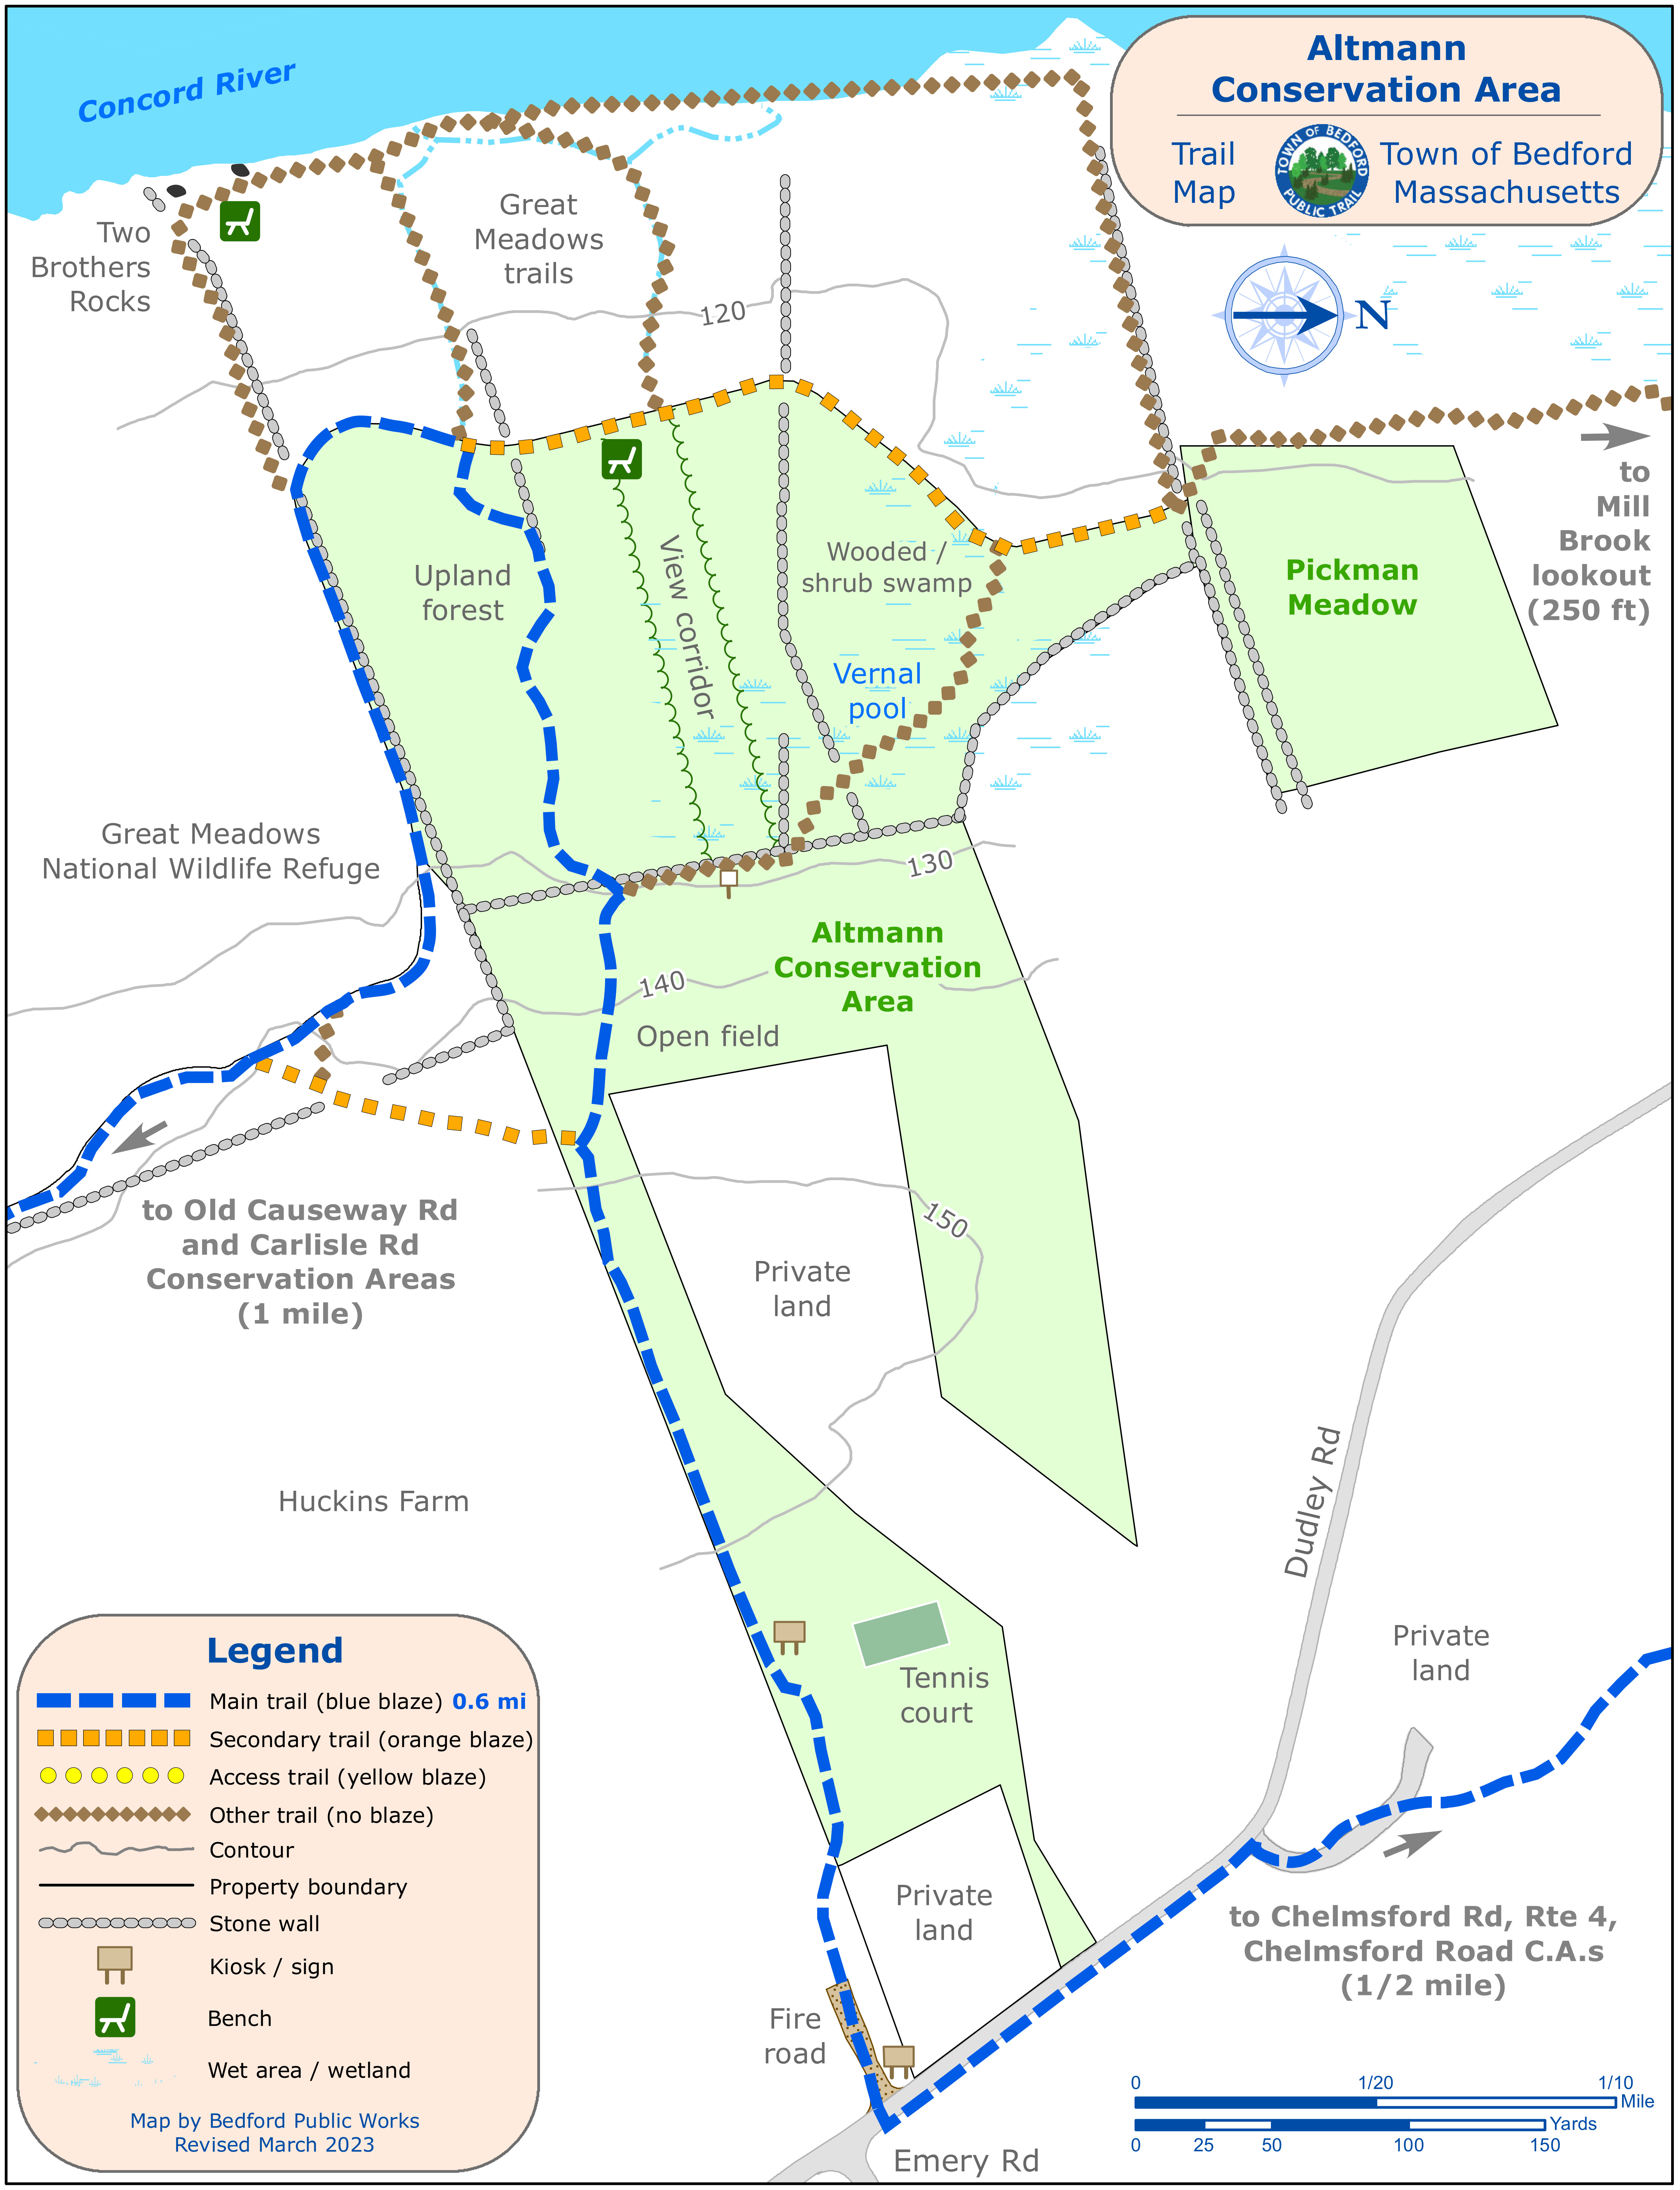 Concord River
Altmann
Conservation Area
Trail
Map
TOWN OF BEDFORD
PUBLIC TRAIL
Town of Bedford
Massachusetts
Two
Brothers
Rocks
Great
Meadows
trails
120
N
to
Mill
Brook
lookout
(250 ft)
Upland
forest
View corridor
Wooded /
shrub swamp
Pickman
Meadow
Vernal
pool
Great Meadows
National Wildlife Refuge
130
Altmann
Conservation
Area
140
Open field
to Old Causeway Rd
and Carlisle Rd
Conservation Areas
(1 mile)
150
Private
land
Huckins Farm
Dudley Rd
Tennis
court
Private
land
Private
land
to Chelmsford Rd, Rte 4,
Chelmsford Road C.A.s
(1/2 mile)
Fire
road
Emery Rd
Legend
Main trail (blue blaze) 0.6 mi
Secondary trail (orange blaze)
Access trail (yellow blaze)
Other trail (no blaze)
Contour
Property boundary
Stone wall
Kiosk / sign
Bench
Wet area / wetland
Map by Bedford Public Works
Revised March 2023
0 1/20 1/10
Mile
Yards
0 25 50 100 150